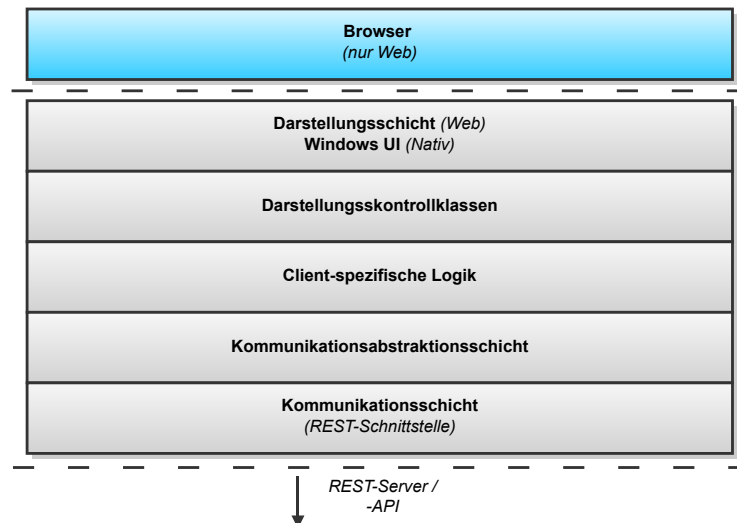 Browser
(nur Web)
Darstellungsschicht (Web)
Windows UI (Nativ)
Darstellungsskontrollklassen
Client-spezifische Logik
Kommunikationsabstraktionsschicht
Kommunikationsschicht
(REST-Schnittstelle)
REST-Server /
-API